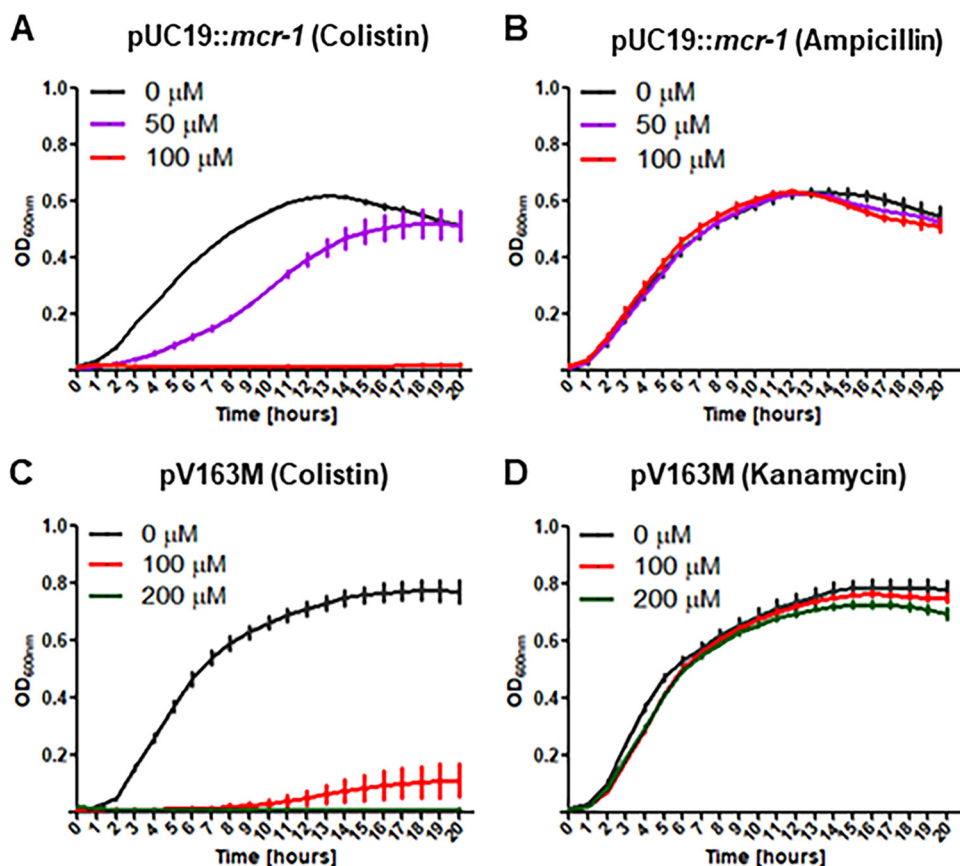 A
pUC19::mcr-1 (Colistin)
1.0
0.8
0.6
0.4
0.2
OD600nm
0 μM
50 μM
100 μM
0 1 2 3 4 5 6 7 8 9 10 11 12 13 14 15 16 17 18 19 20
Time [hours]
B
pUC19::mcr-1 (Ampicillin)
1.0
0.8
0.6
0.4
0.2
OD600nm
0 μM
50 μM
100 μM
0 1 2 3 4 5 6 7 8 9 10 11 12 13 14 15 16 17 18 19 20
Time [hours]
C
pV163M (Colistin)
1.0
0.8
0.6
0.4
0.2
OD600nm
0 μM
100 μM
200 μM
0 1 2 3 4 5 6 7 8 9 10 11 12 13 14 15 16 17 18 19 20
Time [hours]
D
pV163M (Kanamycin)
1.0
0.8
0.6
0.4
0.2
OD600nm
0 μM
100 μM
200 μM
0 1 2 3 4 5 6 7 8 9 10 11 12 13 14 15 16 17 18 19 20
Time [hours]